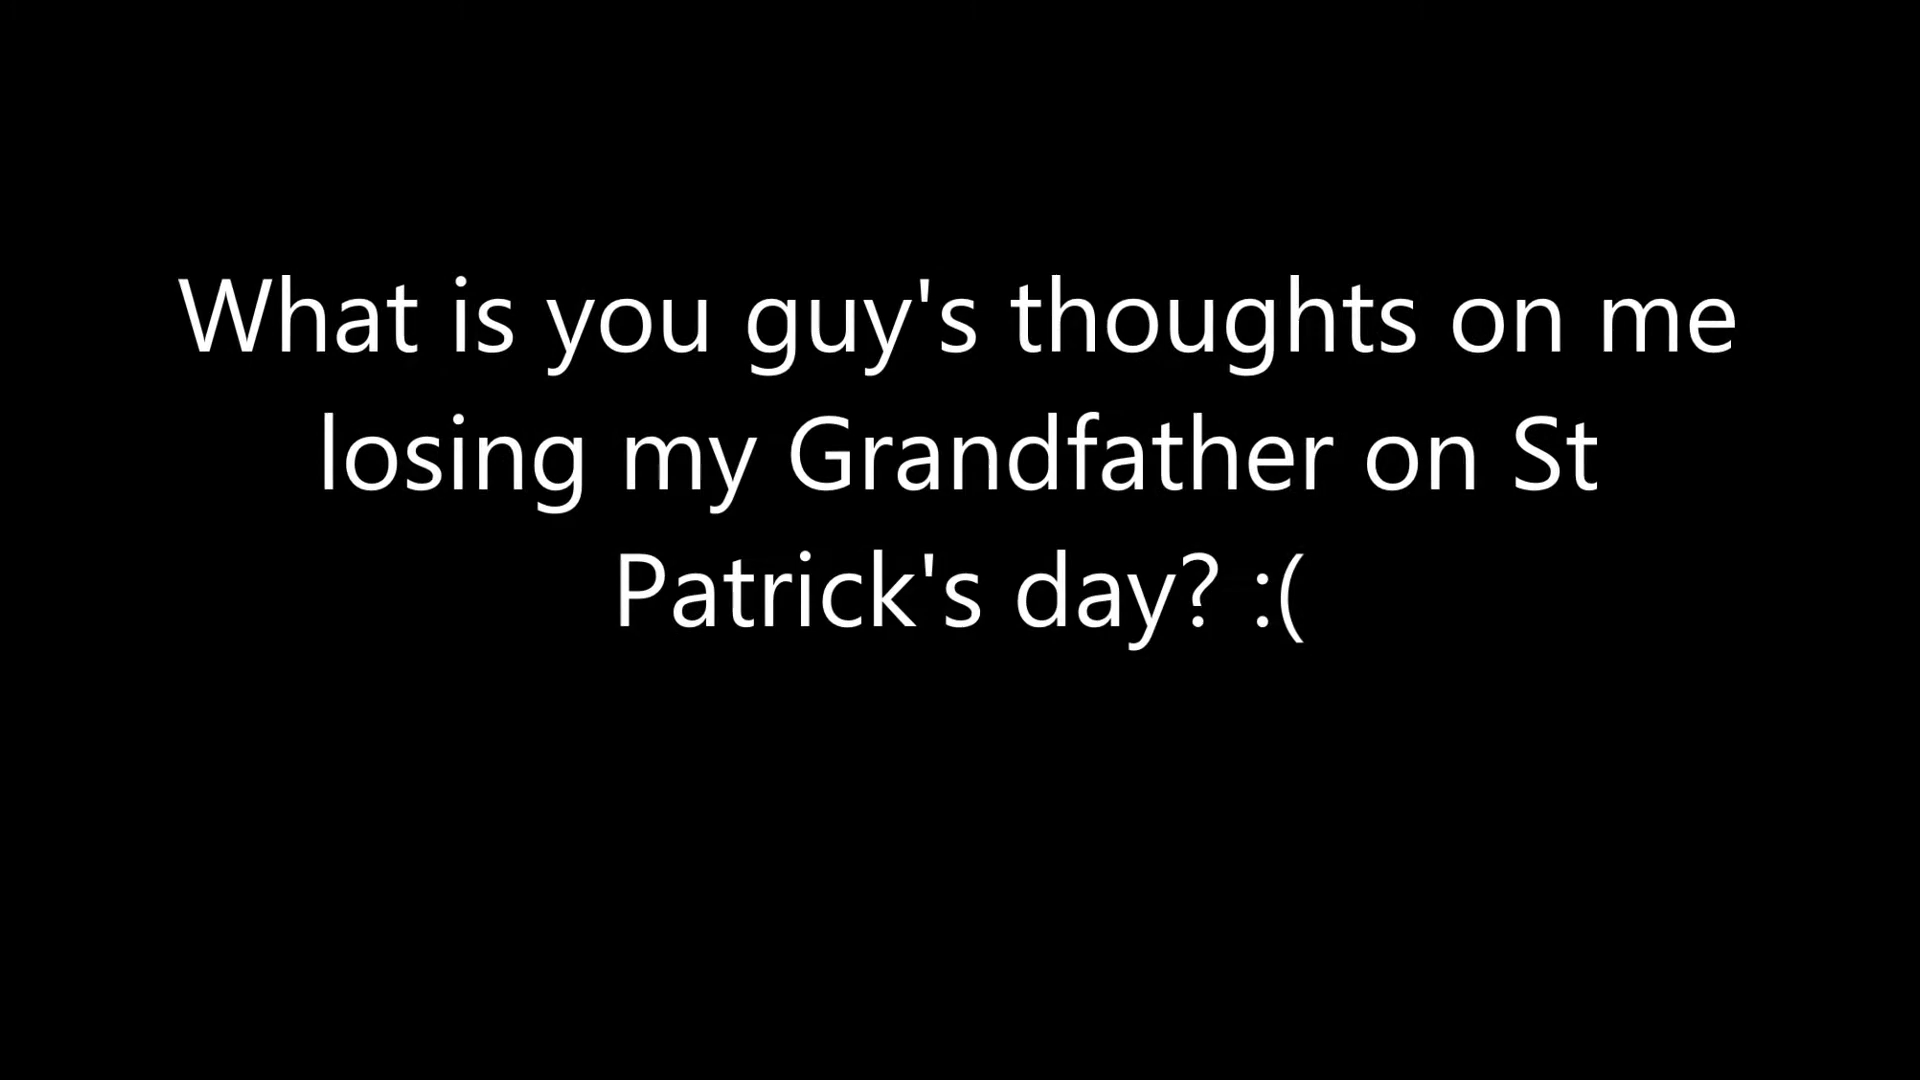 What is you guy's thoughts on me
losing my Grandfather on St
Patrick's day? :(